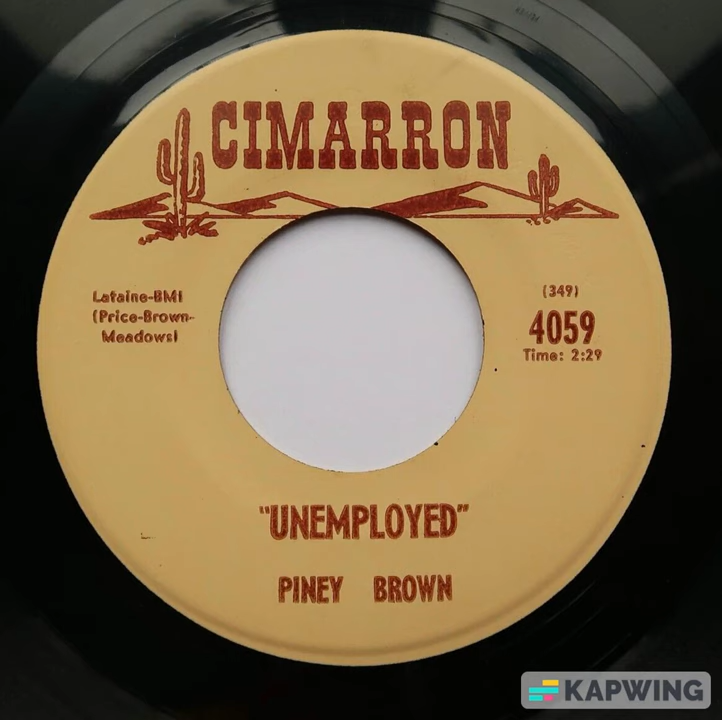 CIMARRON
Lataine-BMI
(Price-Brown-
Meadows)
(349)
4059
Time: 2:29
"UNEMPLOYED"
PINEY BROWN
KAPWING